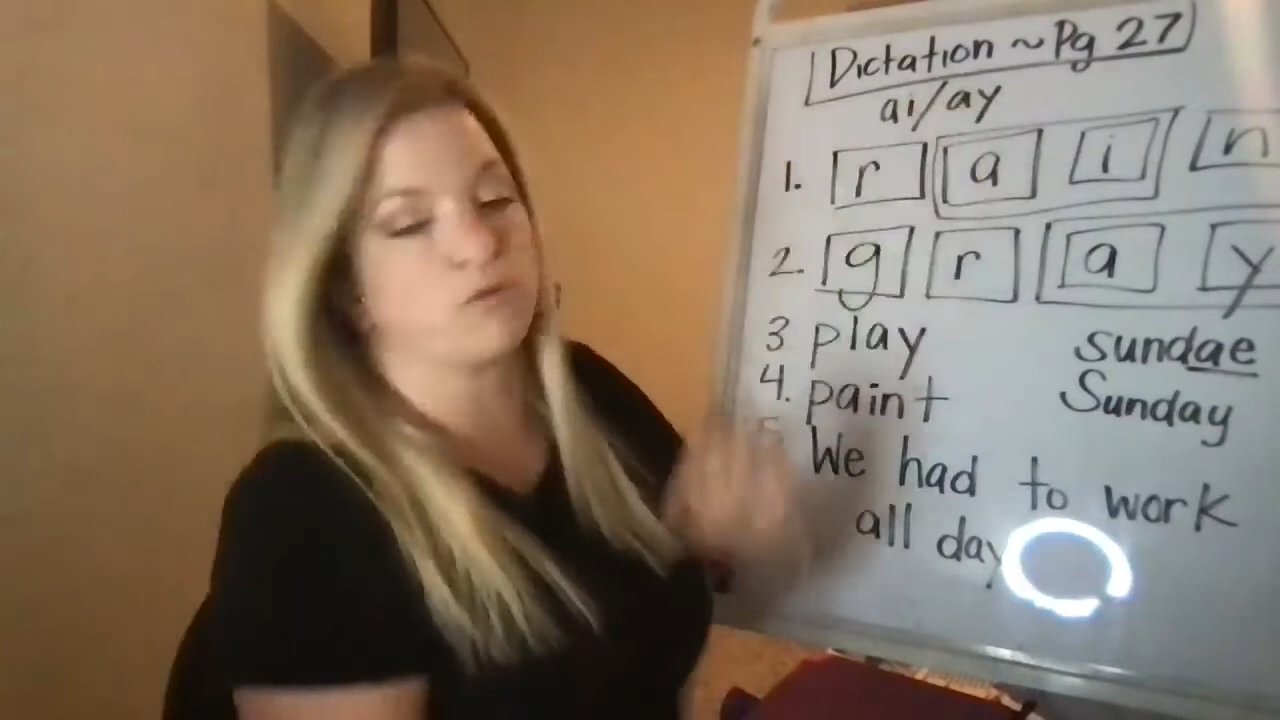 Dictation ~ Pg 27
ai/ay
1. r a i n
2. g r a y
3 play
sundae
4. paint
Sunday
We had to work
all day